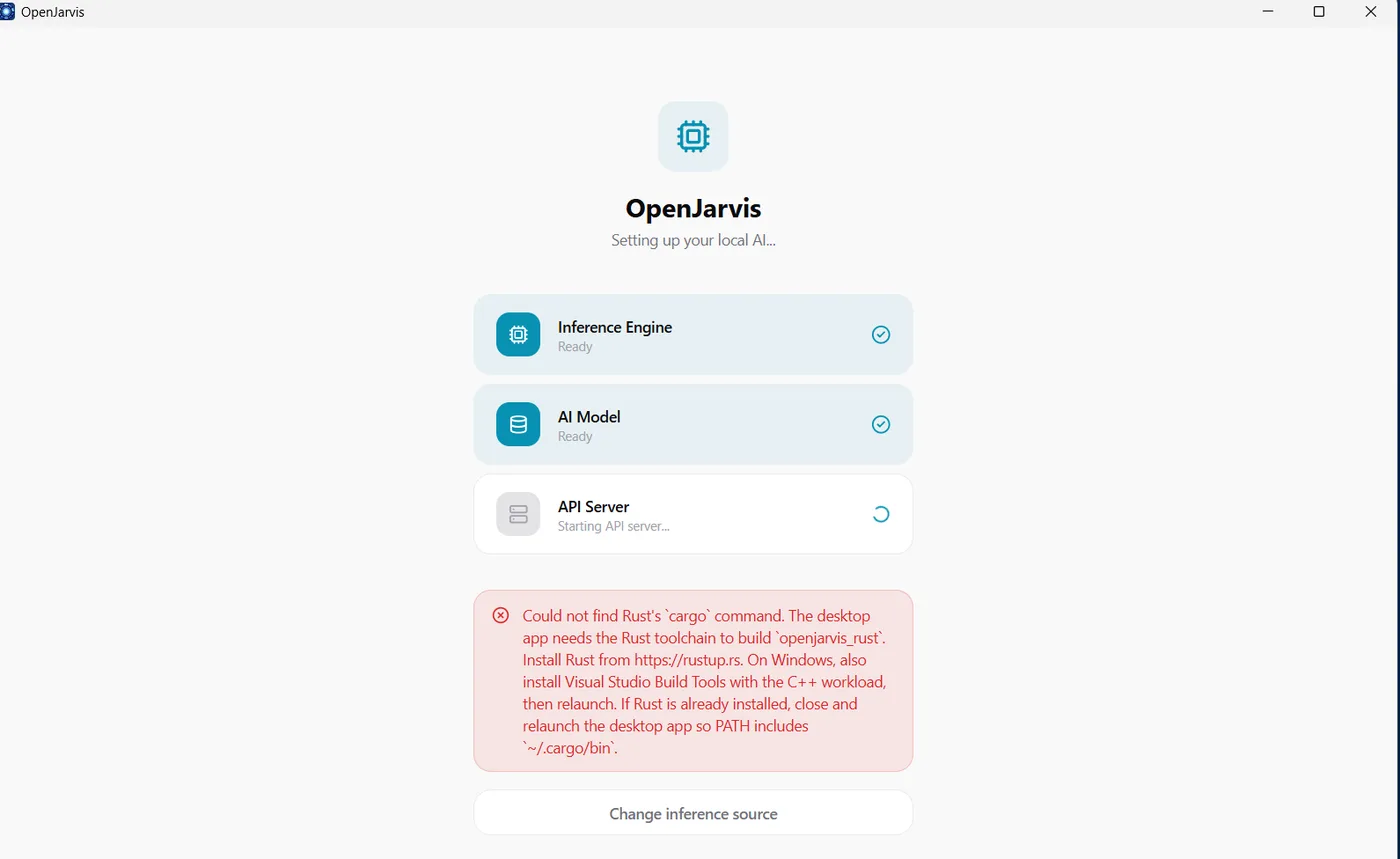 OpenJarvis
OpenJarvis
Setting up your local AI...
Inference Engine
Ready
AI Model
Ready
API Server
Starting API server...
Could not find Rust's `cargo` command. The desktop
app needs the Rust toolchain to build `openjarvis_rust`.
Install Rust from https://rustup.rs. On Windows, also
install Visual Studio Build Tools with the C++ workload,
then relaunch. If Rust is already installed, close and
relaunch the desktop app so PATH includes
`~/.cargo/bin`.
Change inference source